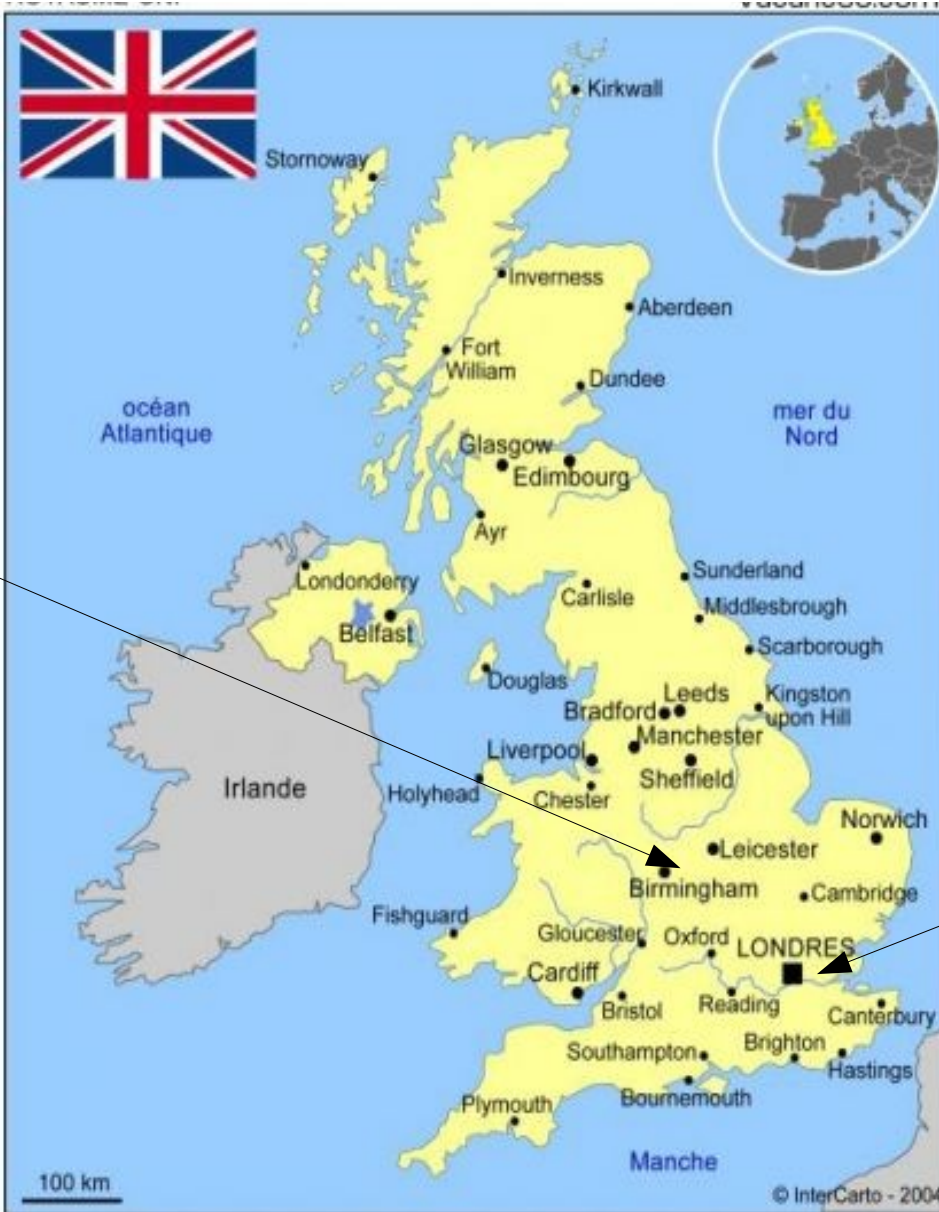 Kirkwall
Stornoway
Inverness
Aberdeen
Fort
William
Dundee
océan
Atlantique
mer du
Nord
Glasgow
Edimbourg
Ayr
Londonderry
Sunderland
Carlisle
Middlesbrough
Belfast
Scarborough
Douglas
Leeds
Kingston
upon Hill
Bradford
Manchester
Liverpool
Sheffield
Irlande
Holyhead
Chester
Norwich
Leicester
Birmingham
Cambridge
Fishguard
Gloucester
Oxford
LONDRES
Cardiff
Bristol
Reading
Canterbury
Southampton
Brighton
Hastings
Bournemouth
Plymouth
Manche
100 km
© InterCarto - 2004